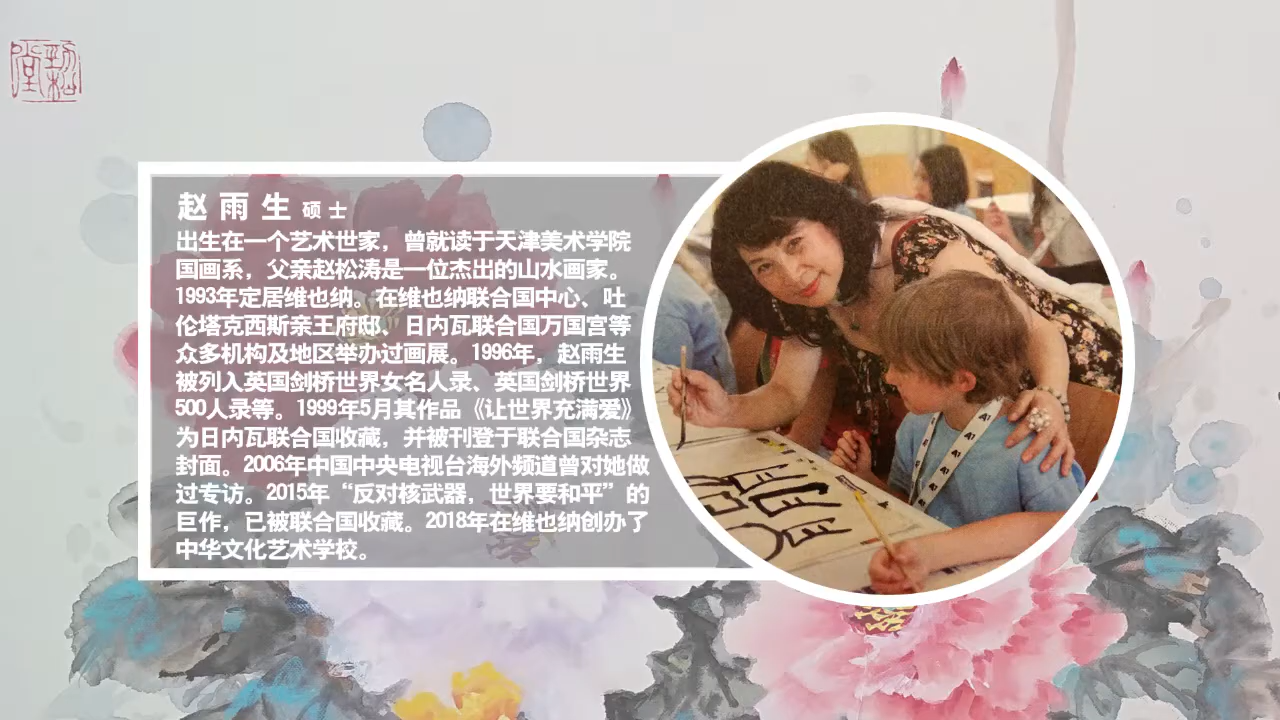 赵雨生 硕士
出生在一个艺术世家，曾就读于天津美术学院
国画系，父亲赵松涛是一位杰出的山水画家。
1993年定居维也纳。在维也纳联合国中心、吐
伦塔克西斯亲王府邸、日内瓦联合国万国宫等
众多机构及地区举办过画展。1996年，赵雨生
被列入英国剑桥世界女名人录、英国剑桥世界
500人录等。1999年5月其作品《让世界充满爱》
为日内瓦联合国收藏，并被刊登于联合国杂志
封面。2006年中国中央电视台海外频道曾对她做
过专访。2015年“反对核武器，世界要和平”的
巨作，已被联合国收藏。2018年在维也纳创办了
中华文化艺术学校。